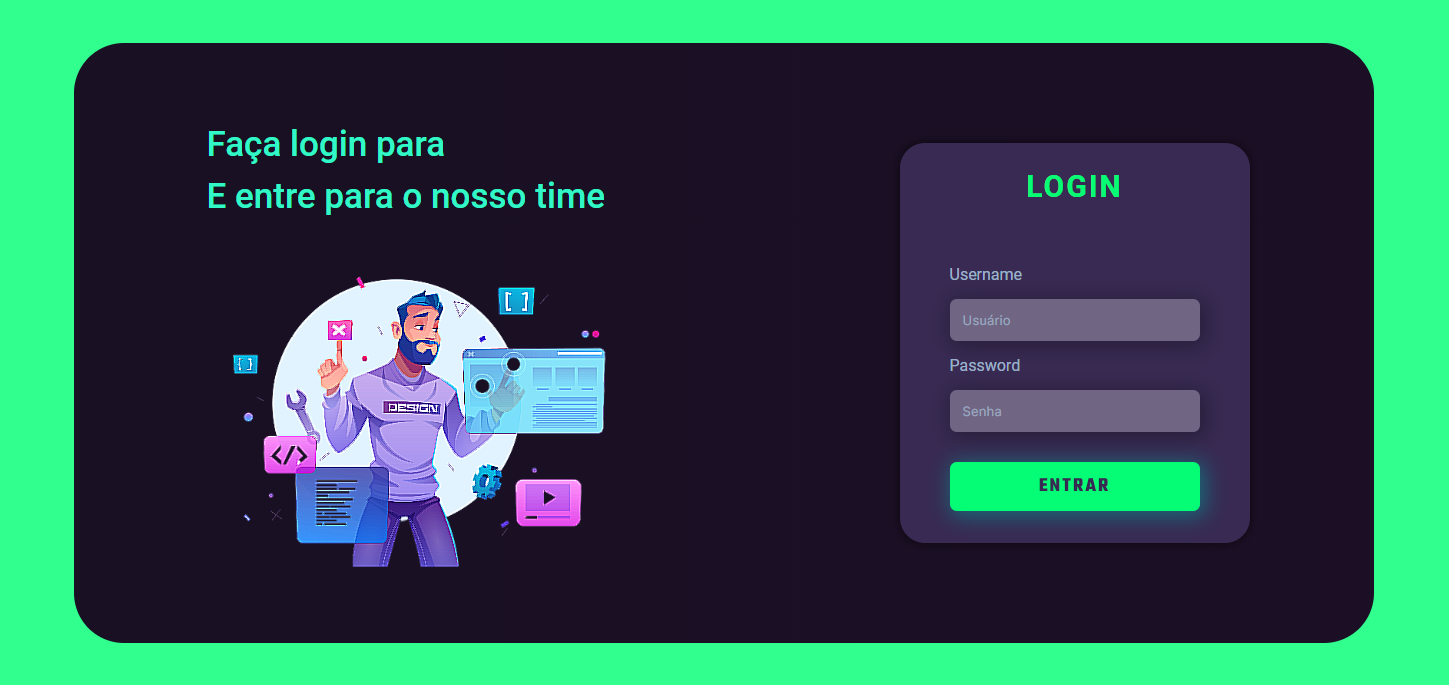 Faça login para
E entre para o nosso time
DESIGN
[ ]
{ }
</>
LOGIN
Username
Usuário
Password
Senha
ENTRAR